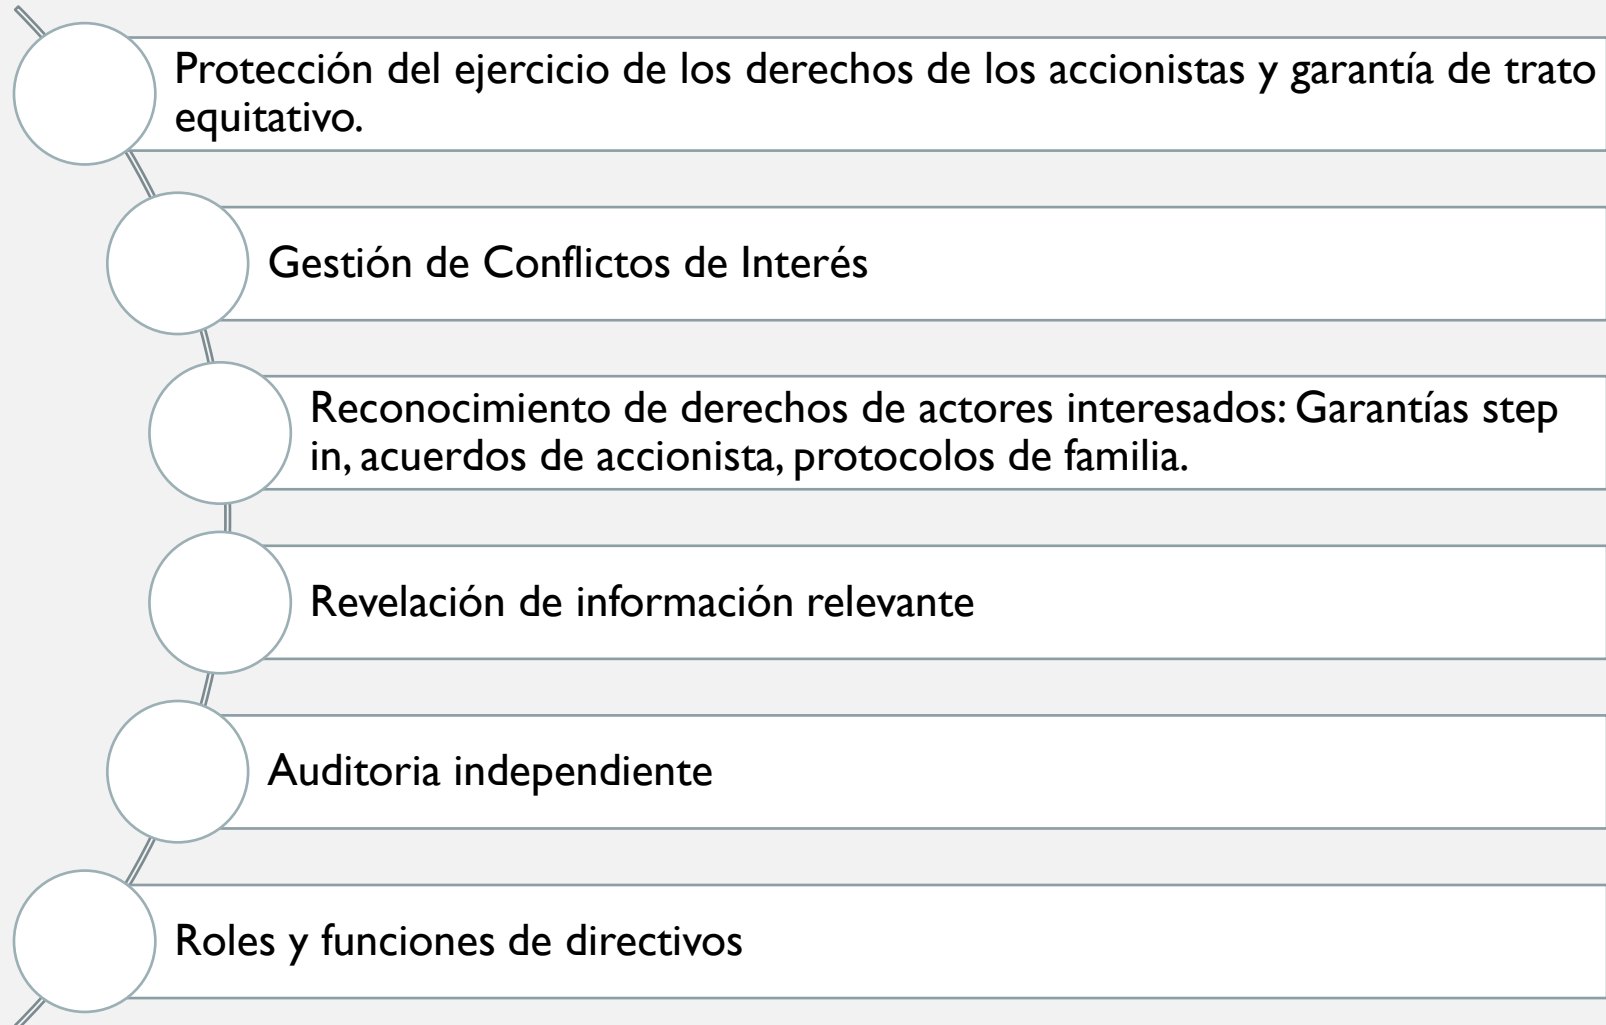 Protección del ejercicio de los derechos de los accionistas y garantía de trato
equitativo.
Gestión de Conflictos de Interés
Reconocimiento de derechos de actores interesados: Garantías step
in, acuerdos de accionista, protocolos de familia.
Revelación de información relevante
Auditoria independiente
Roles y funciones de directivos